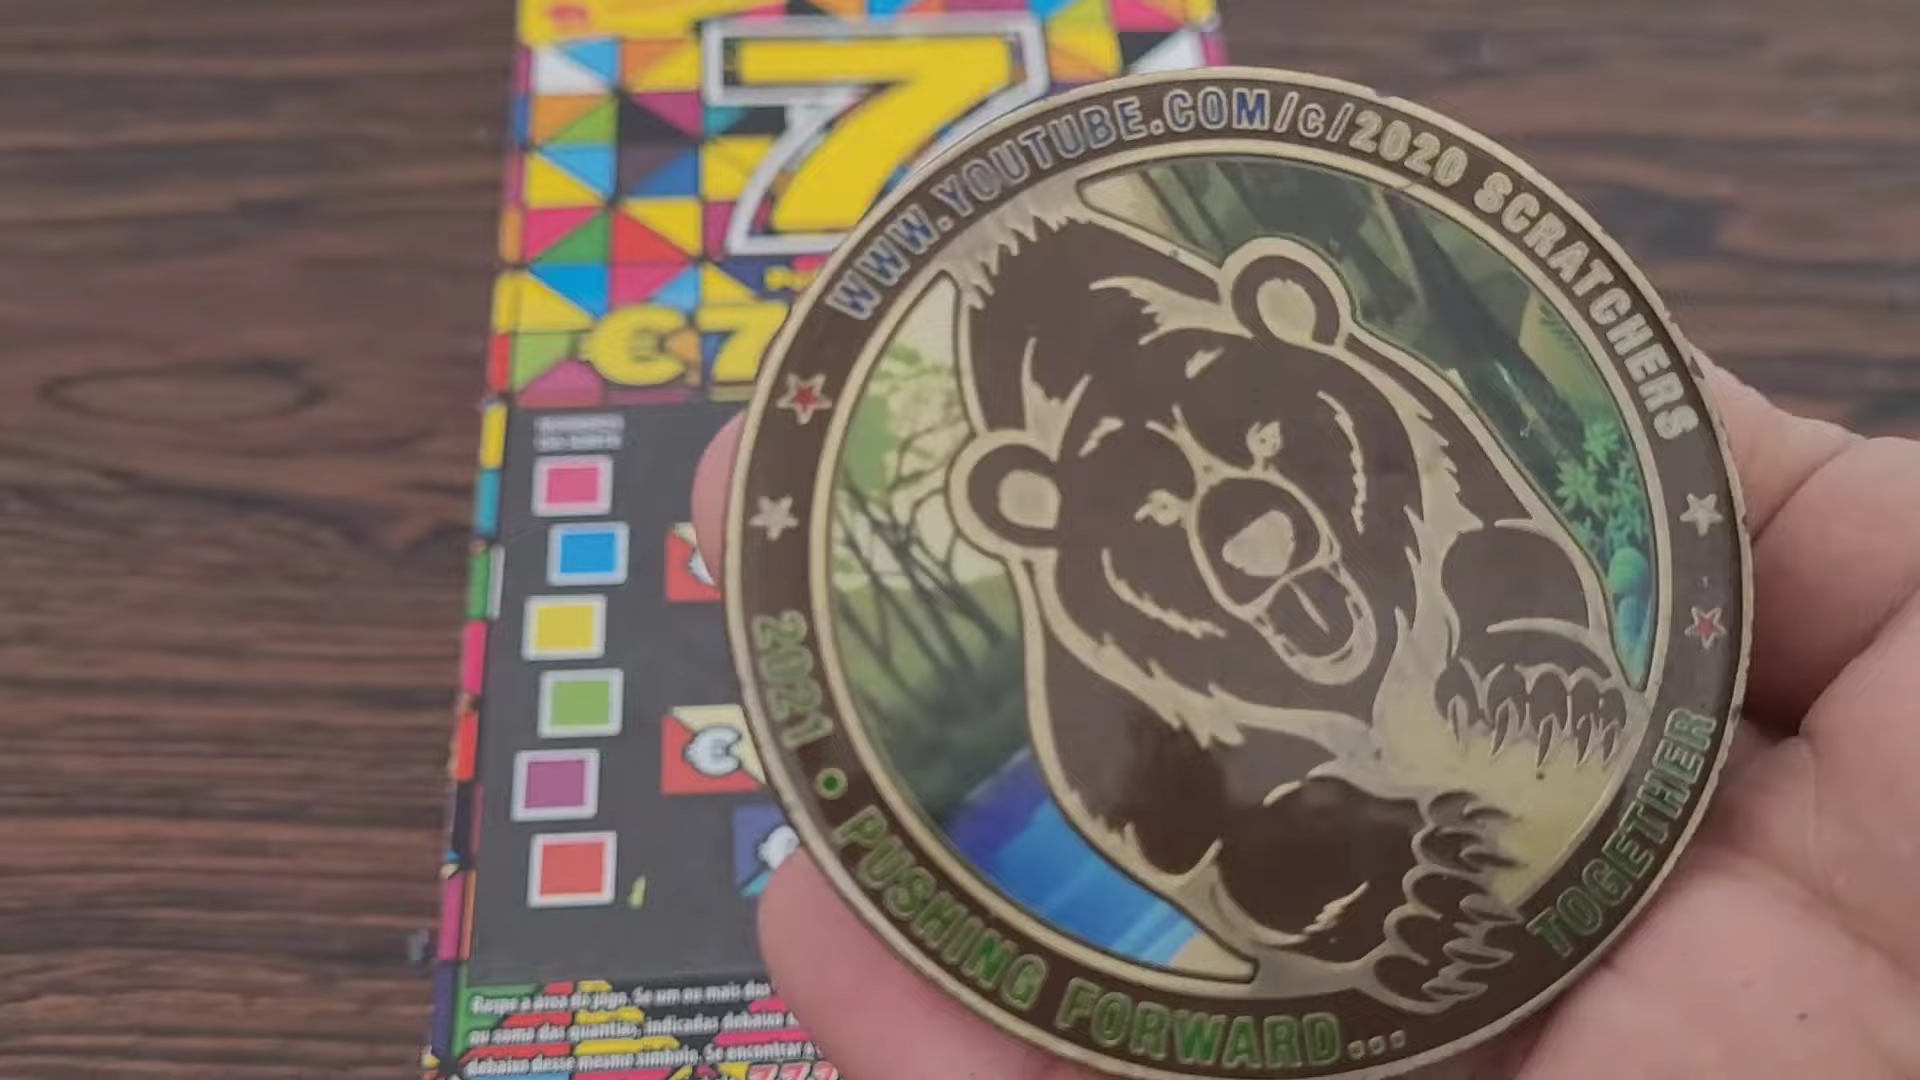 7
€7
WWW.YOUTUBE.COM/c/2020 SCRATCHERS
2021 • PUSHING FORWARD... TOGETHER
€
Raspe a área do jogo. Se um ou mais dos
ou soma das quantias, indicadas debaixo
debaixo desse mesmo símbolo. Se encontrar